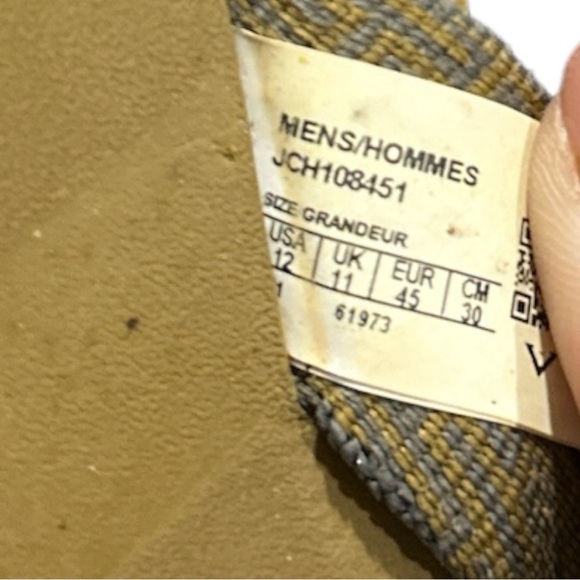 MENS/HOMMES
JCH108451
SIZE GRANDEUR
USA UK EUR CM
12 11 45 30
61973